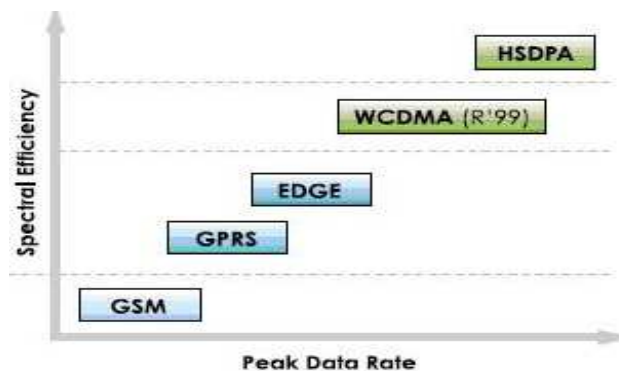 HSDPA
WCDMA (R'99)
EDGE
GPRS
GSM
Spectral Efficiency
Peak Data Rate